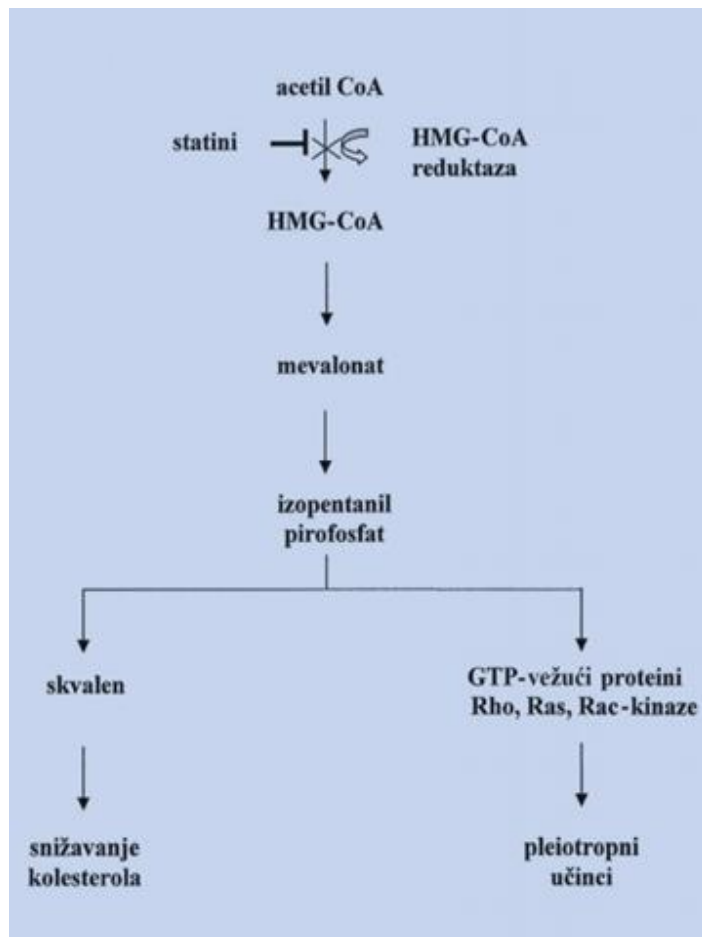 acetil CoA
statini
HMG-CoA
reduktaza
HMG-CoA
mevalonat
izopentanil
pirofosfat
skvalen
GTP-vežući proteini
Rho, Ras, Rac-kinaze
snižavanje
kolesterola
pleiotropni
učinci